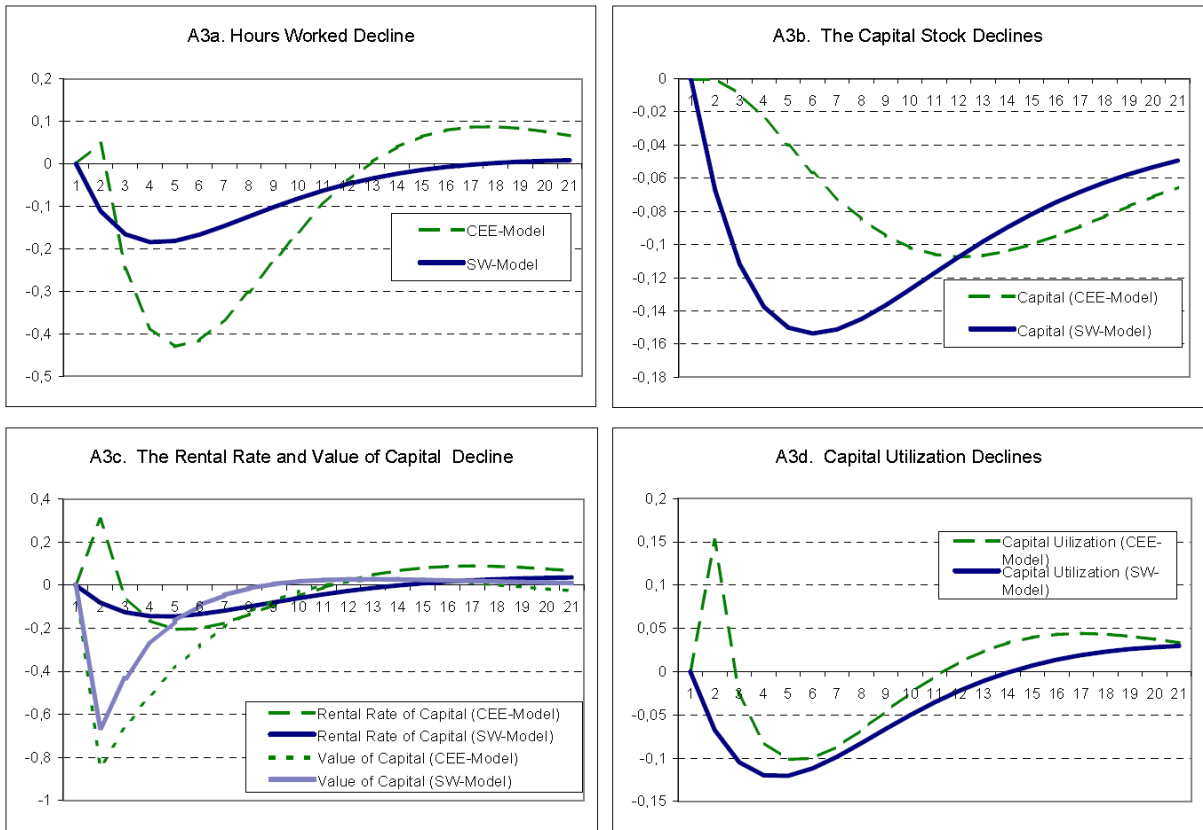 A3a. Hours Worked Decline
0,2
0,1
0
-0,1
-0,2
-0,3
-0,4
-0,5
1 2 3 4 5 6 7 8 9 10 11 12 13 14 15 16 17 18 19 20 21
CEE-Model
SW-Model
A3b. The Capital Stock Declines
0
-0,02
-0,04
-0,06
-0,08
-0,1
-0,12
-0,14
-0,16
-0,18
1 2 3 4 5 6 7 8 9 10 11 12 13 14 15 16 17 18 19 20 21
Capital (CEE-Model)
Capital (SW-Model)
A3c. The Rental Rate and Value of Capital Decline
0,4
0,2
0
-0,2
-0,4
-0,6
-0,8
-1
1 2 3 4 5 6 7 8 9 10 11 12 13 14 15 16 17 18 19 20 21
Rental Rate of Capital (CEE-Model)
Rental Rate of Capital (SW-Model)
Value of Capital (CEE-Model)
Value of Capital (SW-Model)
A3d. Capital Utilization Declines
0,2
0,15
0,1
0,05
0
-0,05
-0,1
-0,15
1 2 3 4 5 6 7 8 9 10 11 12 13 14 15 16 17 18 19 20 21
Capital Uilization (CEE-
Model)
Capital Utilization (SW-
Model)